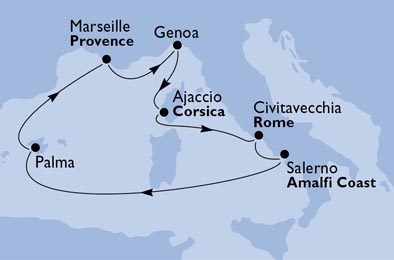 Marseille
Provence
Genoa
Ajaccio
Corsica
Civitavecchia
Rome
Palma
Salerno
Amalfi Coast